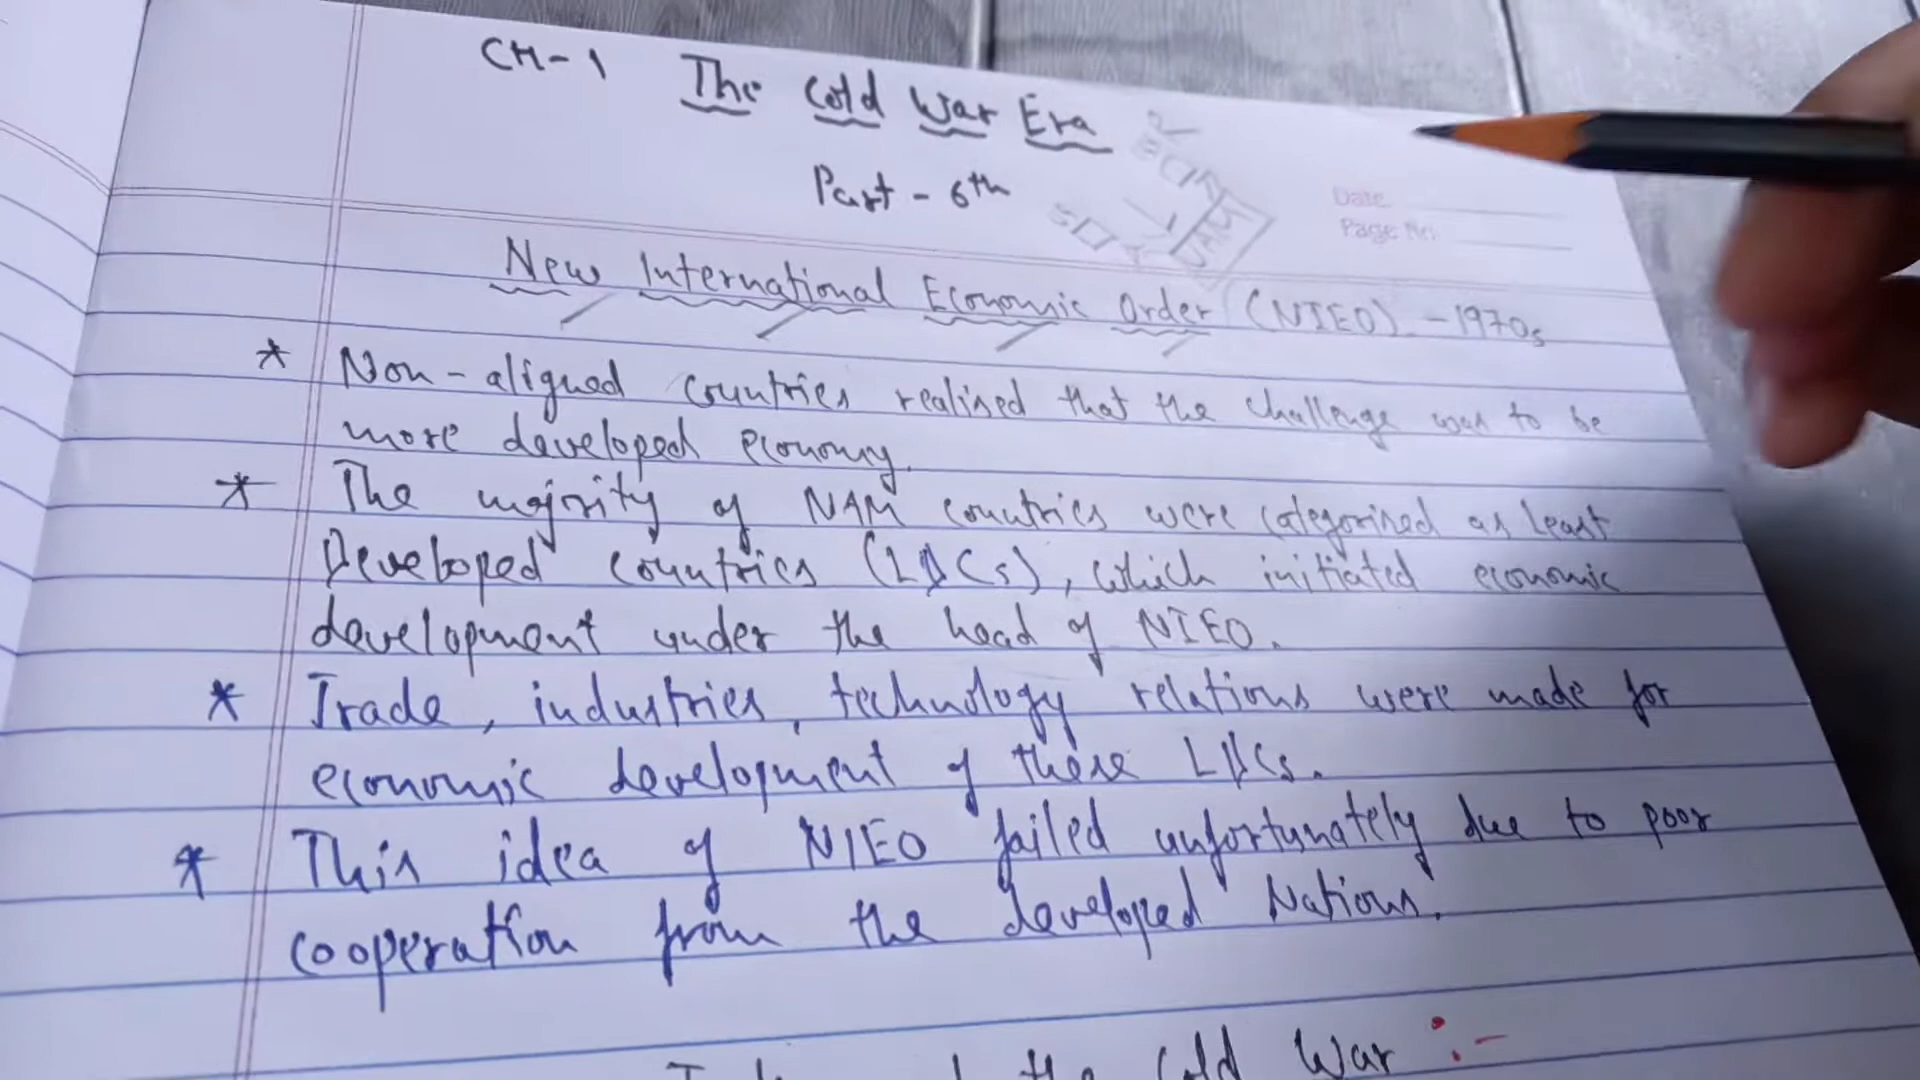 CH-1 The Cold War Era
Part - 6th
Date
Page No.
New International Economic Order (NIEO) - 1970s
* Non-aligned countries realised that the challenge was to be
more developed economy.
* The majority of NAM countries were categorised as Least
Developed countries (LDCs), which initiated economic
development under the head of NIEO.
* Trade, industries, technology relations were made for
economic development of these LDCs.
* This idea of NIEO failed unfortunately due to poor
cooperation from the developed Nations.
the Cold War :-